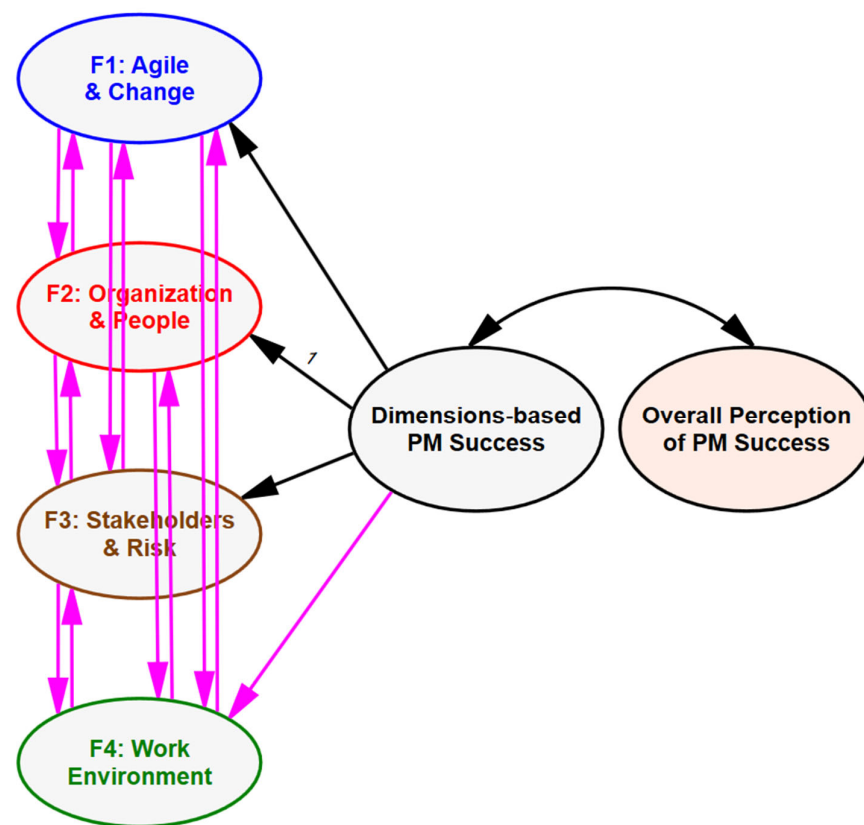 F1: Agile
& Change
F2: Organization
& People
1
Dimensions-based
PM Success
Overall Perception
of PM Success
F3: Stakeholders
& Risk
F4: Work
Environment